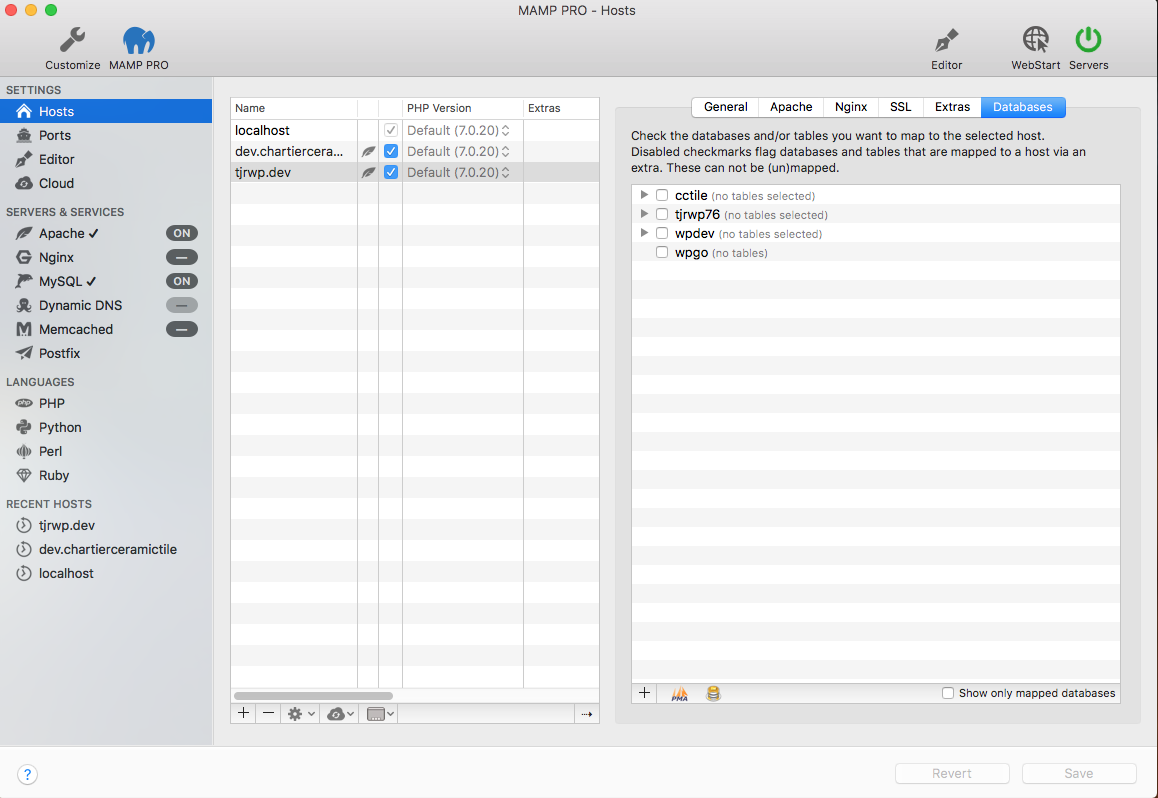 MAMP PRO - Hosts
Customize MAMP PRO Editor WebStart Servers
SETTINGS
Hosts
Ports
Editor
Cloud
SERVERS & SERVICES
Apache ✓ ON
Nginx —
MySQL ✓ ON
Dynamic DNS —
Memcached —
Postfix
LANGUAGES
php PHP
Python
Perl
Ruby
RECENT HOSTS
tjrwp.dev
dev.chartierceramictile
localhost
Name PHP Version Extras
localhost Default (7.0.20)
dev.chartiercera... Default (7.0.20)
tjrwp.dev Default (7.0.20)
General Apache Nginx SSL Extras Databases
Check the databases and/or tables you want to map to the selected host.
Disabled checkmarks flag databases and tables that are mapped to a host via an
extra. These can not be (un)mapped.
cctile (no tables selected)
tjrwp76 (no tables selected)
wpdev (no tables selected)
wpgo (no tables)
+ PMA Show only mapped databases
+ −
? Revert Save